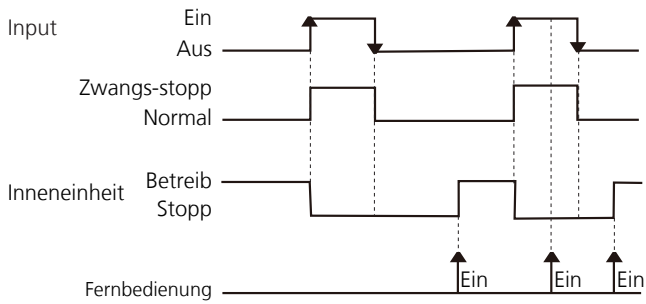 Input
Ein
Aus
Zwangs-stopp
Normal
Inneneinheit
Betreib
Stopp
Fernbedienung
Ein
Ein
Ein